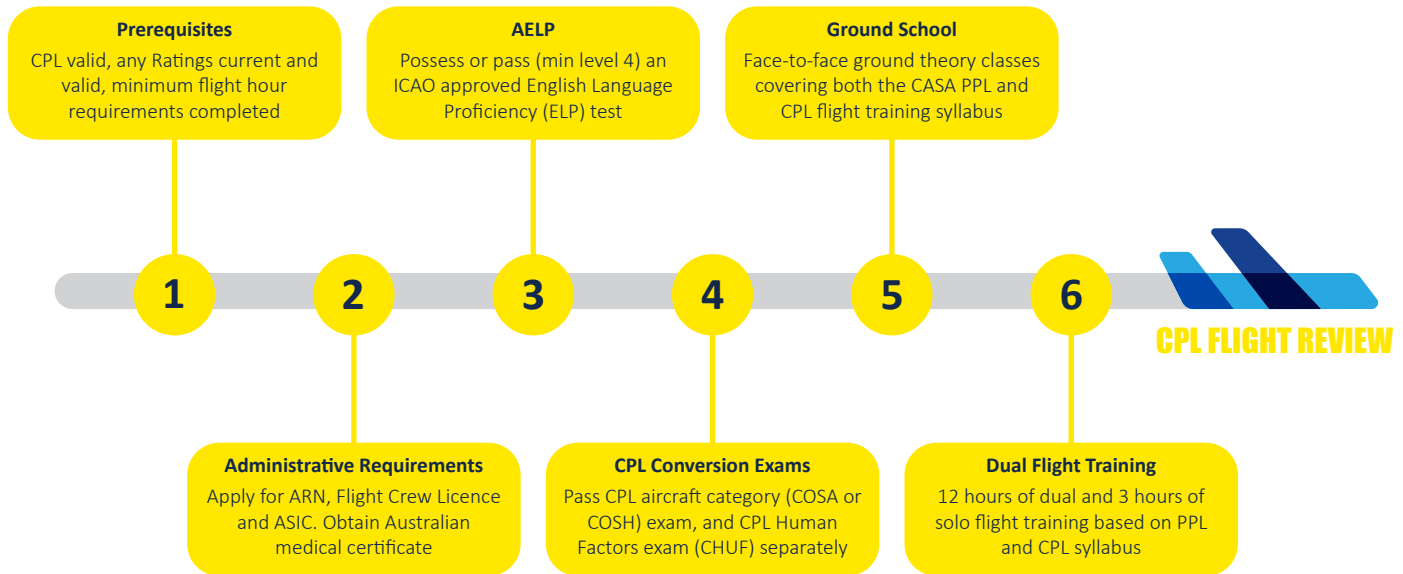 Prerequisites
CPL valid, any Ratings current and
valid, minimum flight hour
requirements completed
AELP
Possess or pass (min level 4) an
ICAO approved English Language
Proficiency (ELP) test
Ground School
Face-to-face ground theory classes
covering both the CASA PPL and
CPL flight training syllabus
1
2
3
4
5
6
CPL FLIGHT REVIEW
Administrative Requirements
Apply for ARN, Flight Crew Licence
and ASIC. Obtain Australian
medical certificate
CPL Conversion Exams
Pass CPL aircraft category (COSA or
COSH) exam, and CPL Human
Factors exam (CHUF) separately
Dual Flight Training
12 hours of dual and 3 hours of
solo flight training based on PPL
and CPL syllabus